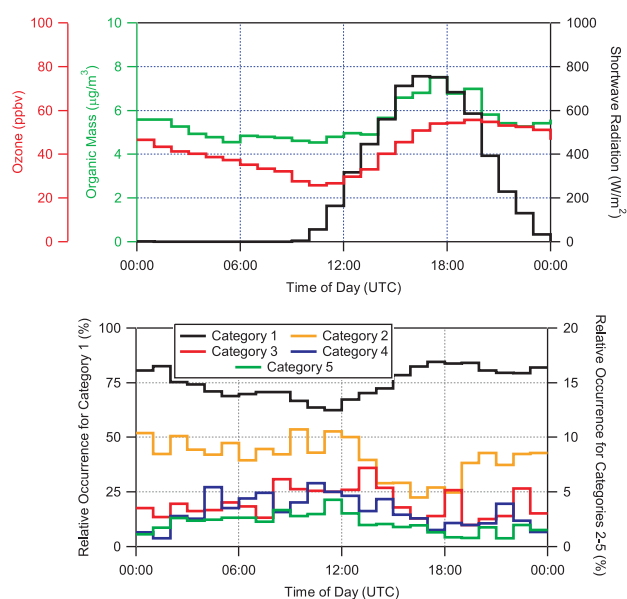 100
80
60
40
20
0
Ozone (ppbv)
10
8
6
4
2
0
Organic Mass (µg/m³)
1000
800
600
400
200
0
Shortwave Radiation (W/m²)
00:00 06:00 12:00 18:00 00:00
Time of Day (UTC)
Relative Occurrence for Category 1 (%)
100
75
50
25
0
Category 1 Category 2
Category 3 Category 4
Category 5
20
15
10
5
0
Relative Occurrence for Categories 2-5 (%)
00:00 06:00 12:00 18:00 00:00
Time of Day (UTC)